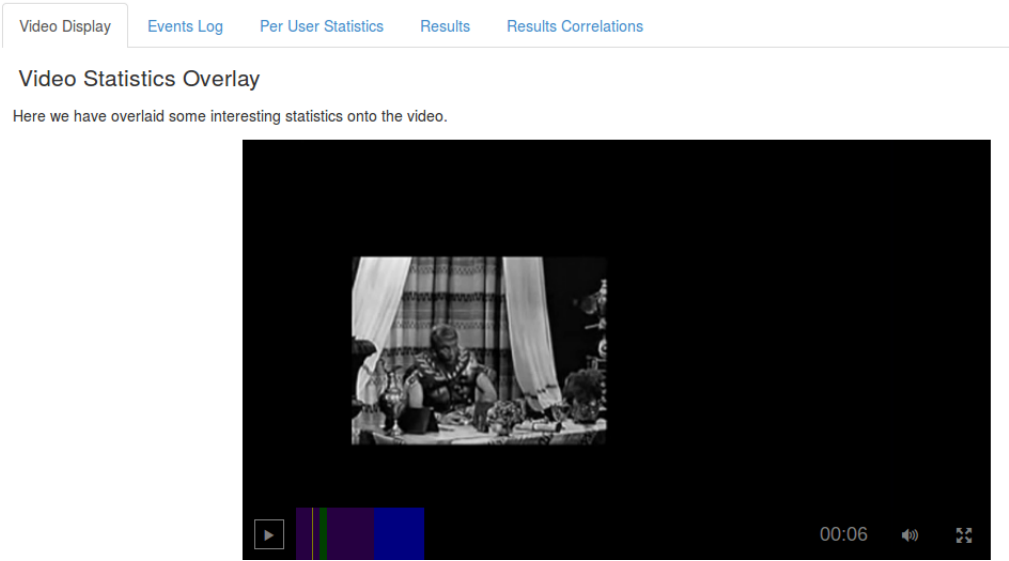 Video Display Events Log Per User Statistics Results Results Correlations
Video Statistics Overlay
Here we have overlaid some interesting statistics onto the video.
00:06